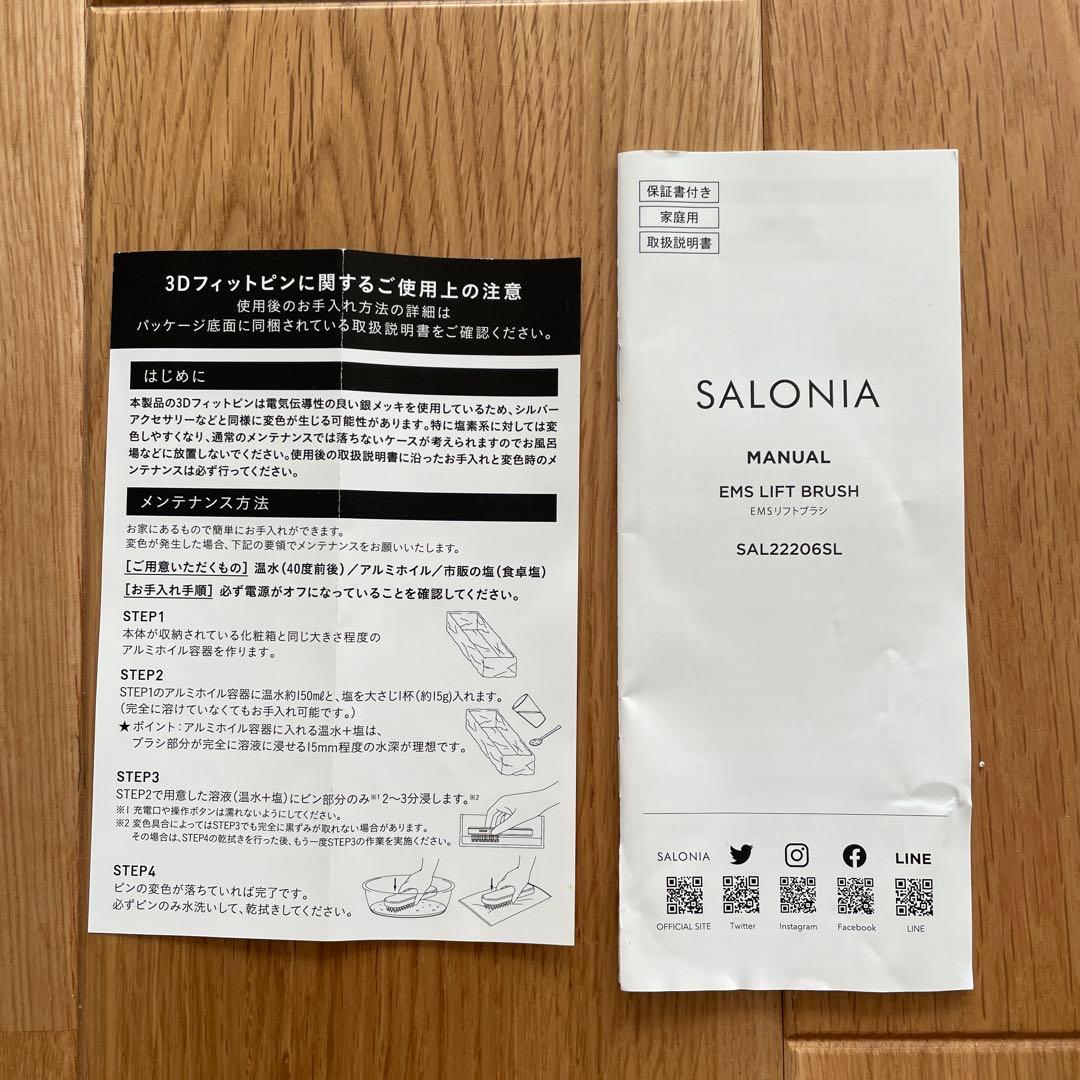 3Dフィットピンに関するご使用上の注意
使用後のお手入れ方法の詳細は
パッケージ底面に同梱されている取扱説明書をご確認ください。
はじめに
本製品の3Dフィットピンは電気伝導性の良い銀メッキを使用しているため、シルバー
アクセサリーなどと同様に変色が生じる可能性があります。特に塩素系に対しては変
色しやすくなり、通常のメンテナンスでは落ちないケースが考えられますのでお風呂
場などに放置しないでください。使用後の取扱説明書に沿ったお手入れと変色時のメ
ンテナンスは必ず行ってください。
メンテナンス方法
お家にあるもので簡単にお手入れができます。
変色が発生した場合、下記の要領でメンテナンスをお願いいたします。
[ご用意いただくもの] 温水(40度前後)/アルミホイル/市販の塩(食卓塩)
[お手入れ手順] 必ず電源がオフになっていることを確認してください。
STEP1
本体が収納されている化粧箱と同じ大きさ程度の
アルミホイル容器を作ります。
STEP2
STEP1のアルミホイル容器に温水約150mℓと、塩を大さじ1杯(約15g)入れます。
(完全に溶けていなくてもお手入れ可能です。)
★ポイント:アルミホイル容器に入れる温水+塩は、
ブラシ部分が完全に溶液に浸せる15mm程度の水深が理想です。
STEP3
STEP2で用意した溶液(温水+塩)にピン部分のみ※1 2〜3分浸します。※2
※1 充電口や操作ボタンは濡れないようにしてください。
※2 変色具合によってはSTEP3でも完全に黒ずみが取れない場合があります。
その場合は、STEP4の乾拭きを行った後、もう一度STEP3の作業を実施ください。
STEP4
ピンの変色が落ちていれば完了です。
必ずピンのみ水洗いして、乾拭きしてください。
保証書付き
家庭用
取扱説明書
SALONIA
MANUAL
EMS LIFT BRUSH
EMSリフトブラシ
SAL22206SL
SALONIA
LINE
OFFICIAL SITE
Twitter
Instagram
Facebook
LINE